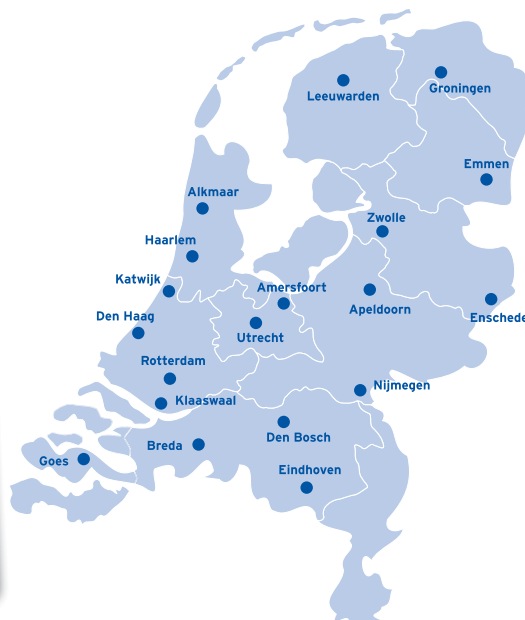 Leeuwarden
Groningen
Emmen
Alkmaar
Zwolle
Haarlem
Katwijk
Amersfoort
Apeldoorn
Den Haag
Enschede
Utrecht
Rotterdam
Nijmegen
Klaaswaal
Den Bosch
Breda
Goes
Eindhoven